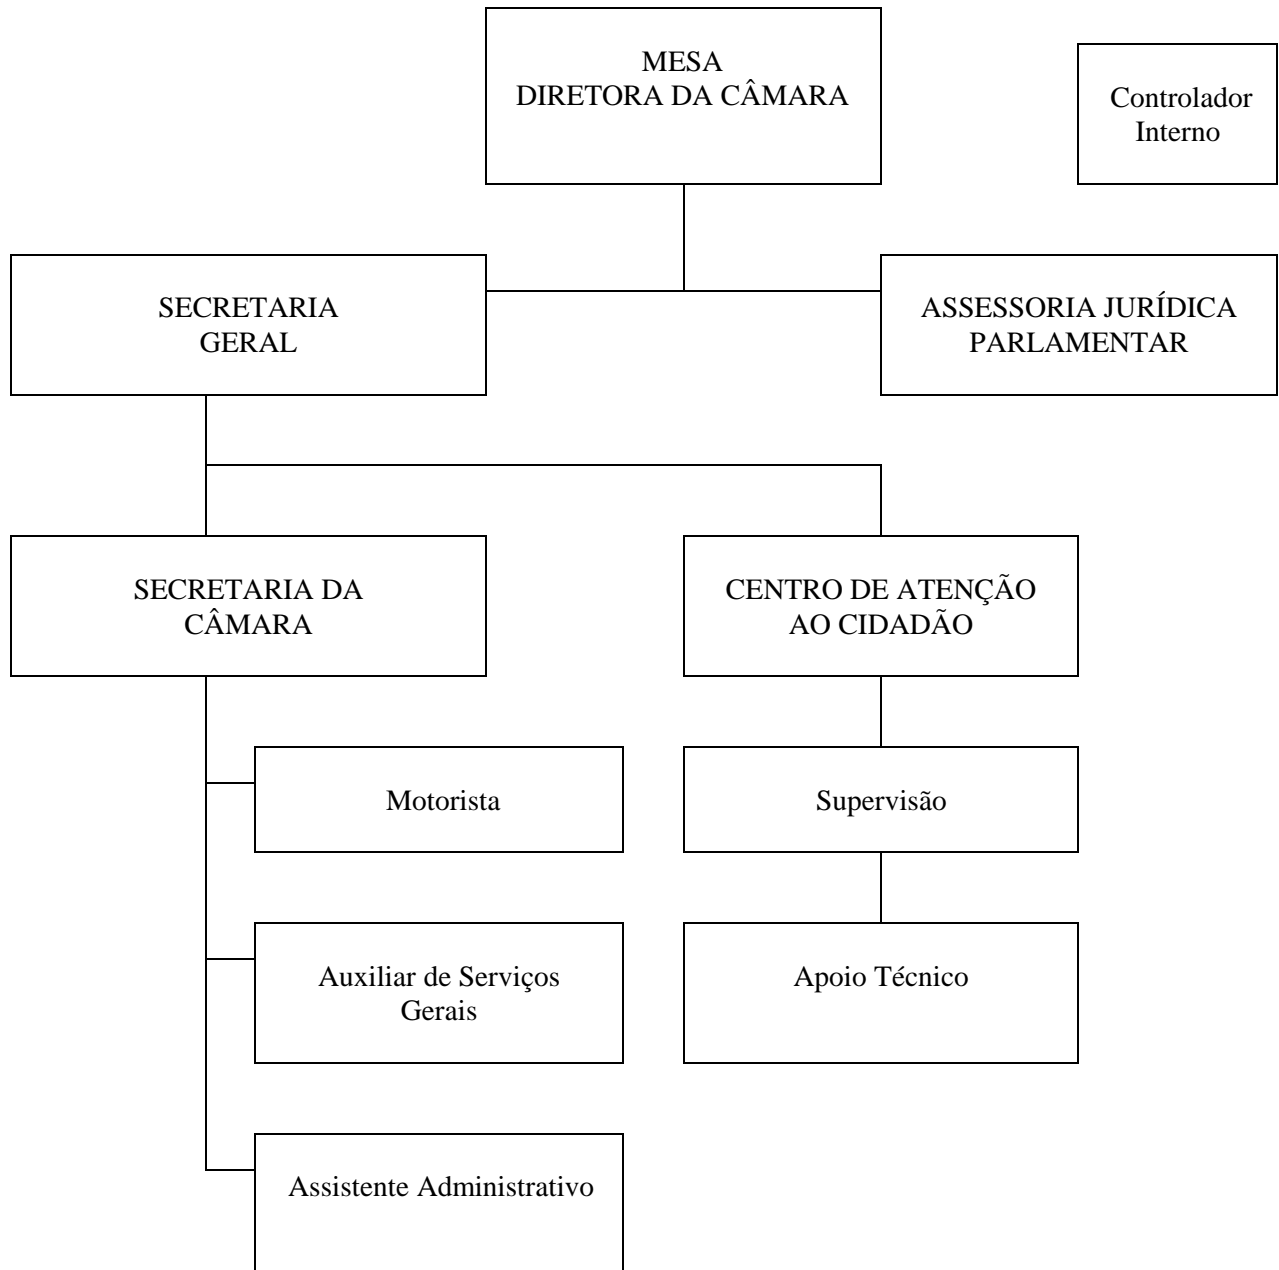 MESA
DIRETORA DA CÂMARA
Controlador
Interno
SECRETARIA
GERAL
ASSESSORIA JURÍDICA
PARLAMENTAR
SECRETARIA DA
CÂMARA
CENTRO DE ATENÇÃO
AO CIDADÃO
Motorista
Supervisão
Auxiliar de Serviços
Gerais
Apoio Técnico
Assistente Administrativo